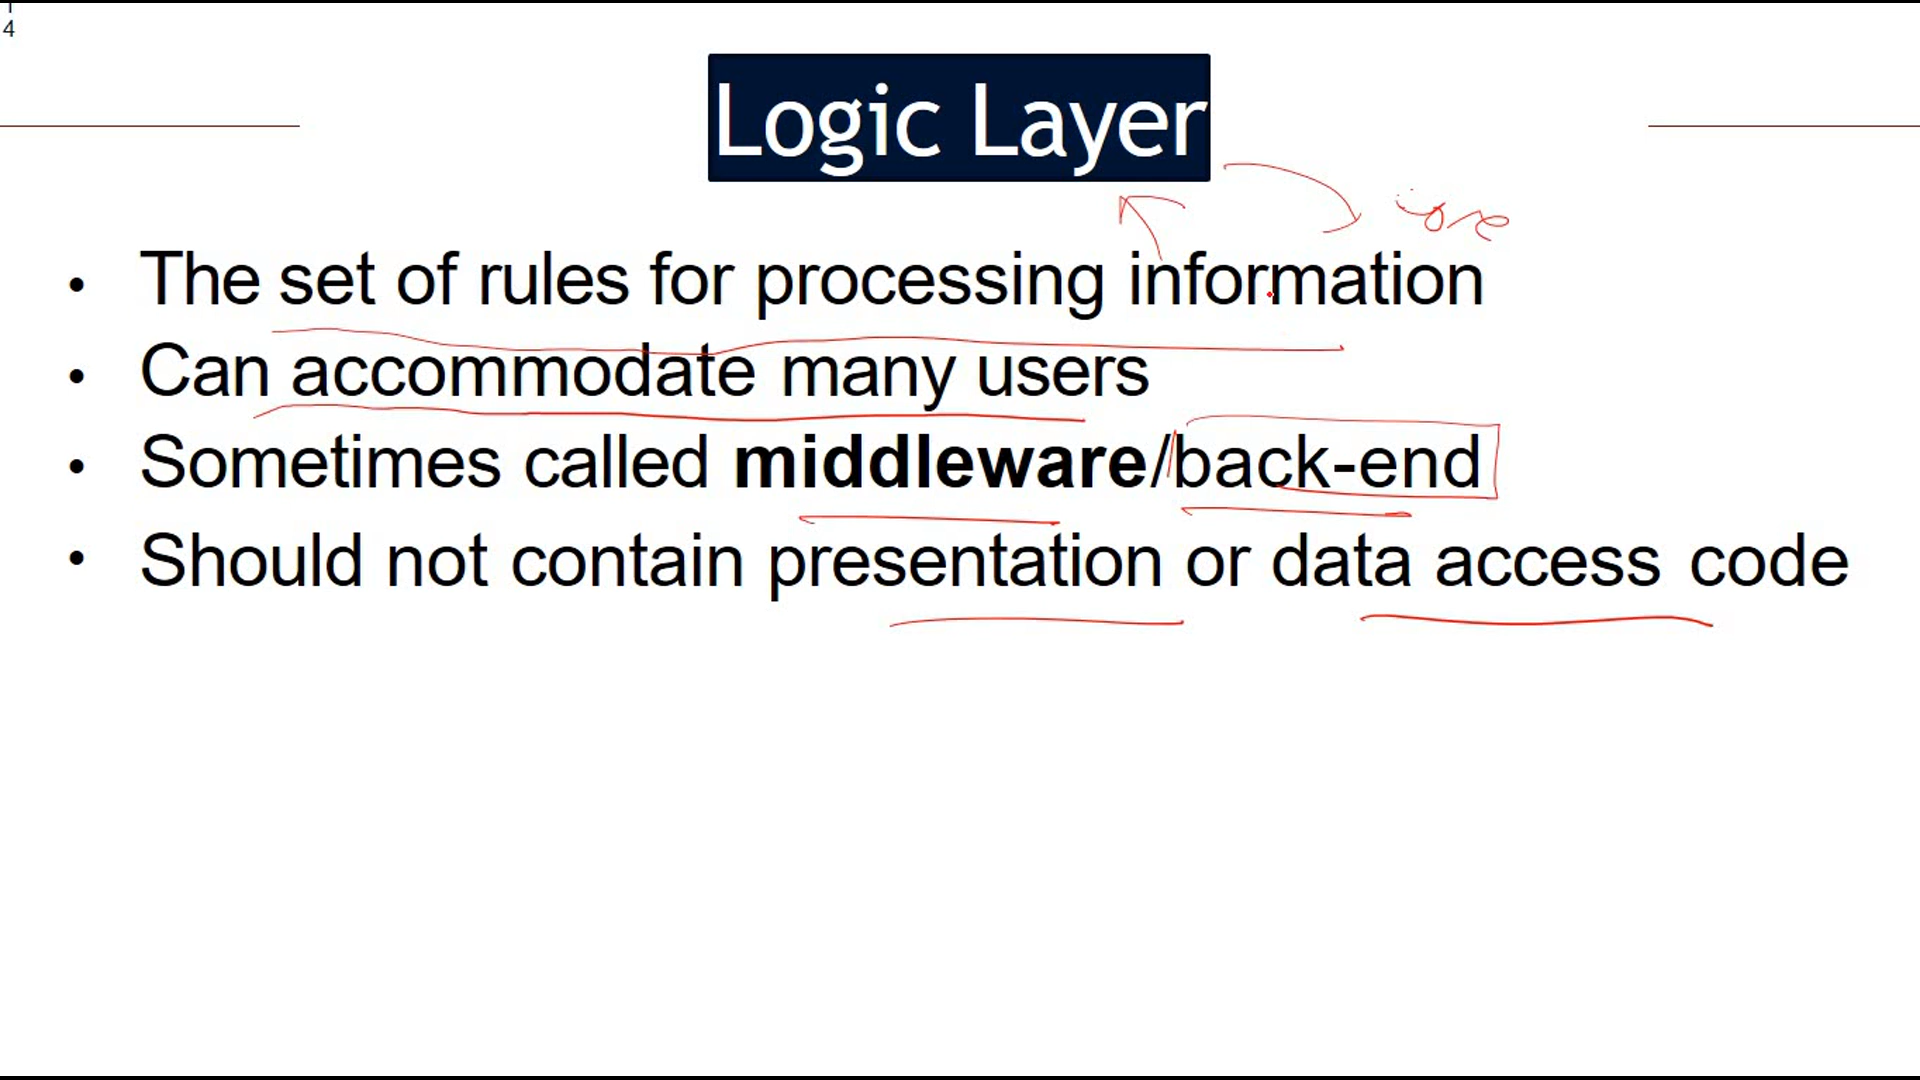 14
Logic Layer
• The set of rules for processing information
• Can accommodate many users
• Sometimes called middleware/back-end
• Should not contain presentation or data access code